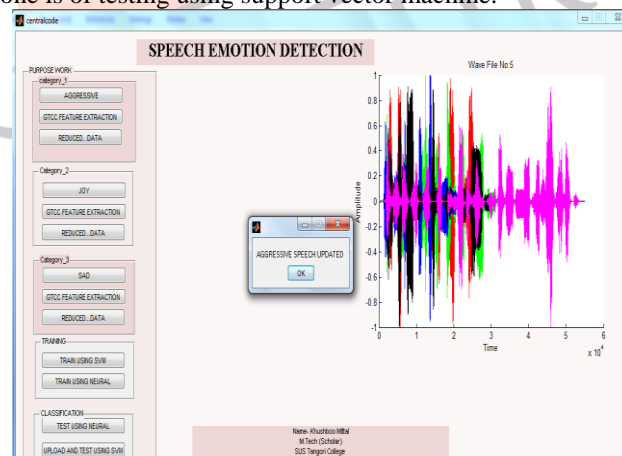 one is of testing using support vector machine.
centralcode
SPEECH EMOTION DETECTION
PURPOSE WORK
category_1
AGGRESSIVE
GTCC FEATURE EXTRACTION
REDUCED...DATA
Category_2
JOY
GTCC FEATURE EXTRACTION
REDUCED...DATA
Category_3
SAD
GTCC FEATURE EXTRACTION
REDUCED...DATA
TRAINING
TRAIN USING SVM
TRAIN USING NEURAL
CLASSIFICATION
TEST USING NEURAL
UPLOAD AND TEST USING SVM
AGGRESSIVE SPEECH UPDATED
OK
Wave File No:5
Amplitude
1
0.8
0.6
0.4
0.2
0
-0.2
-0.4
-0.6
-0.8
-1
0 1 2 3 4 5 6
Time
x 10^4
Name- Khushboo Mittal
M.Tech (Scholar)
SUS Tangori College